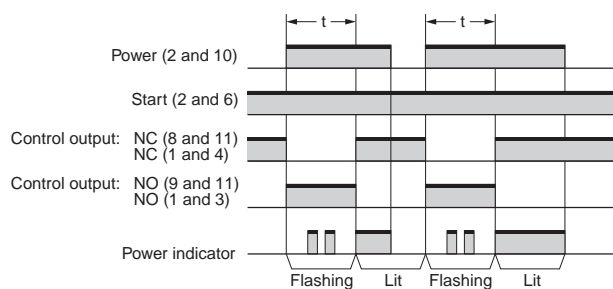 t
t
Power (2 and 10)
Start (2 and 6)
Control output: NC (8 and 11)
NC (1 and 4)
Control output: NO (9 and 11)
NO (1 and 3)
Power indicator
Flashing Lit Flashing Lit